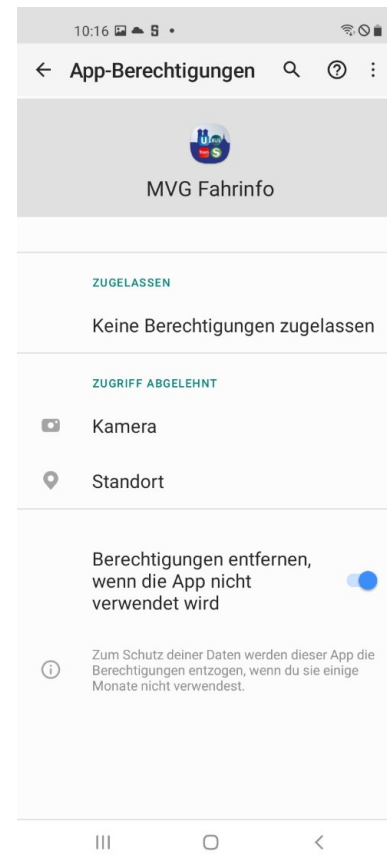 10:16
App-Berechtigungen
MVG Fahrinfo
ZUGELASSEN
Keine Berechtigungen zugelassen
ZUGRIFF ABGELEHNT
Kamera
Standort
Berechtigungen entfernen,
wenn die App nicht
verwendet wird
Zum Schutz deiner Daten werden dieser App die
Berechtigungen entzogen, wenn du sie einige
Monate nicht verwendest.